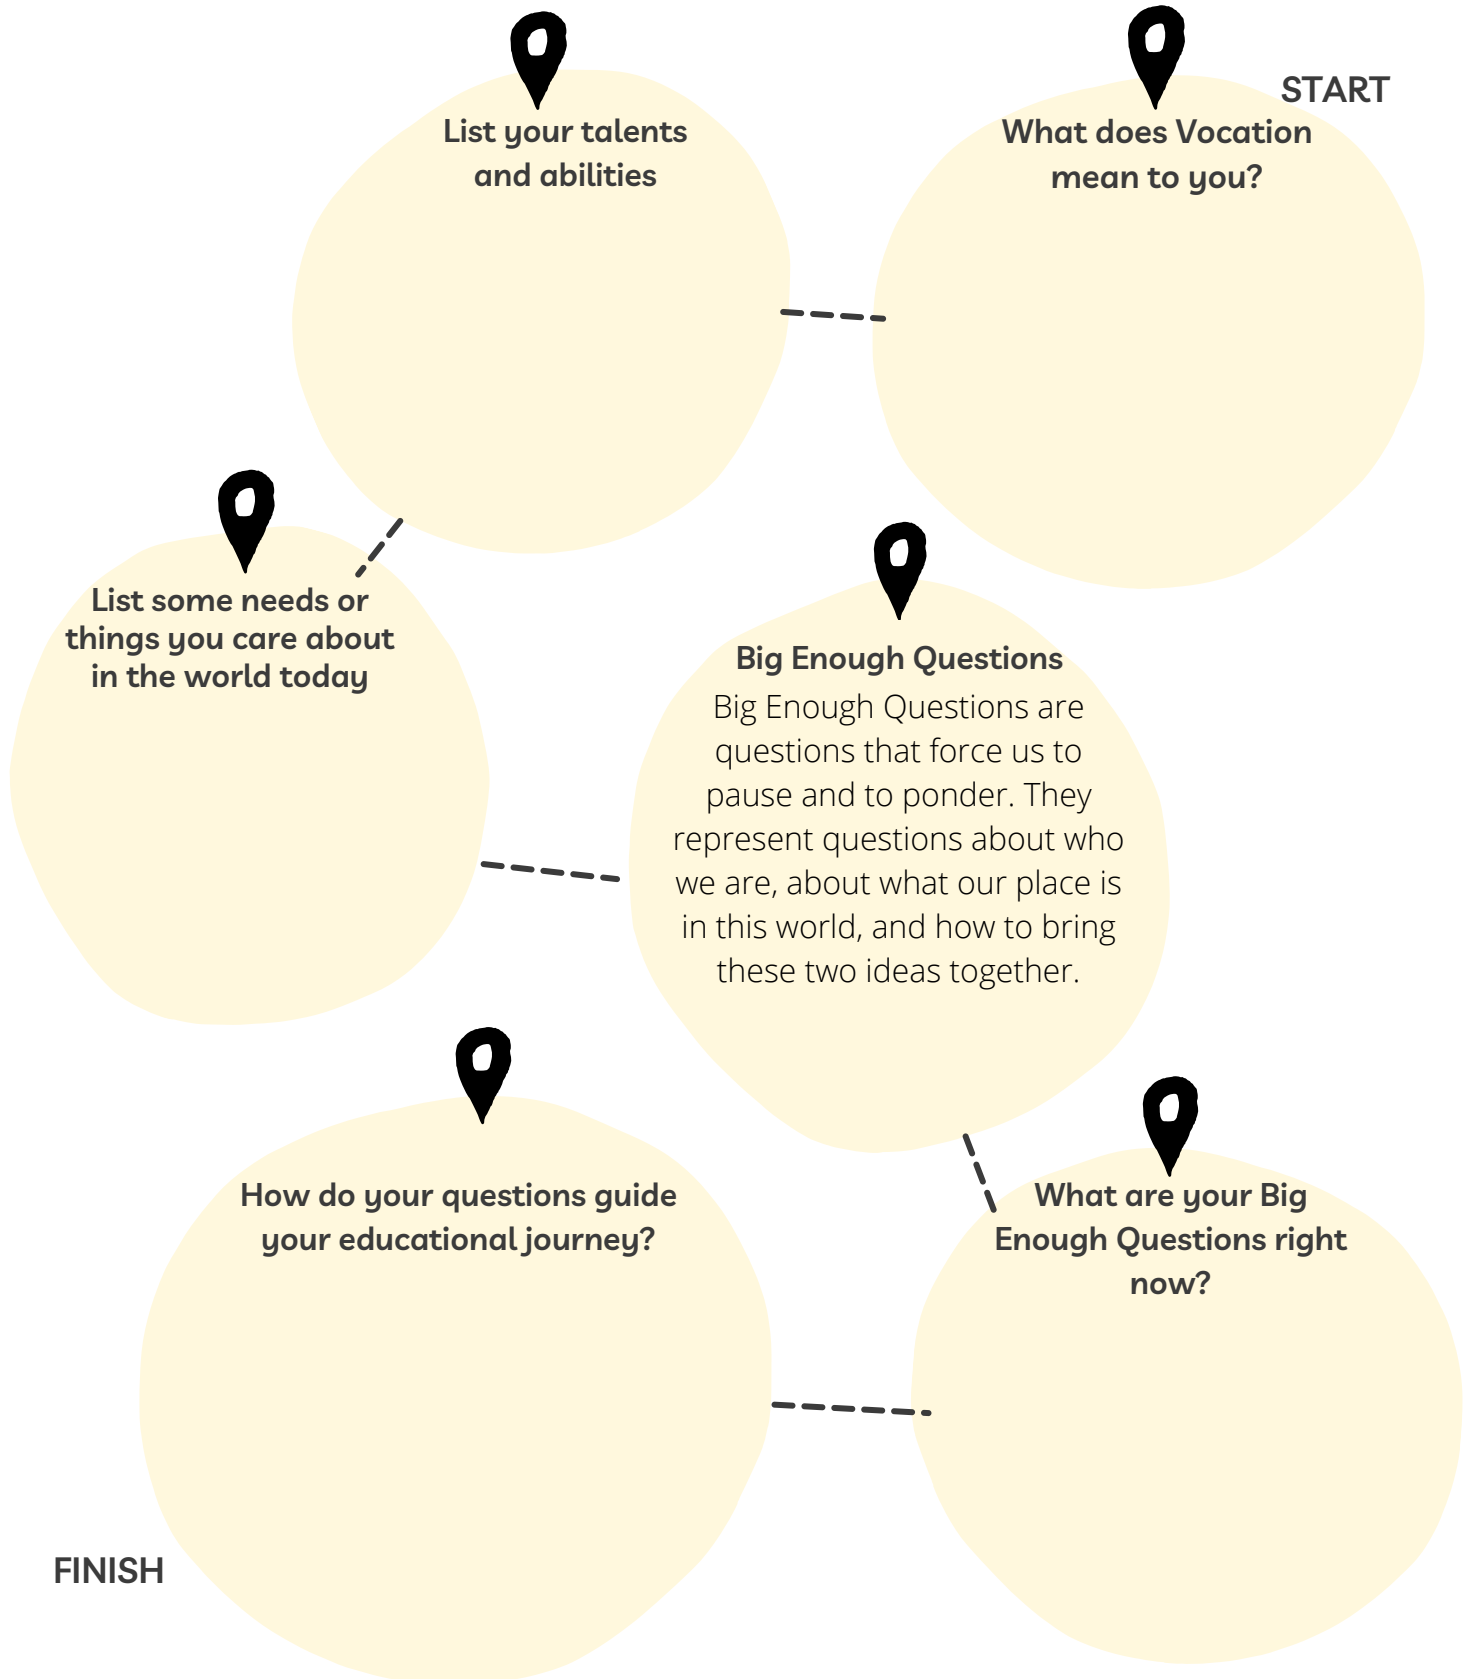 START
What does Vocation
mean to you?
List your talents
and abilities
List some needs or
things you care about
in the world today
Big Enough Questions
Big Enough Questions are
questions that force us to
pause and to ponder. They
represent questions about who
we are, about what our place is
in this world, and how to bring
these two ideas together.
What are your Big
Enough Questions right
now?
How do your questions guide
your educational journey?
FINISH